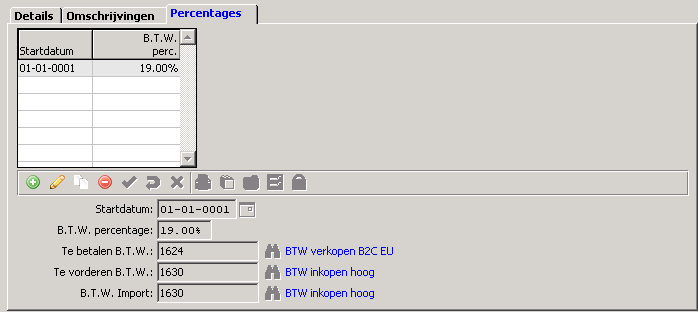 Details Omschrijvingen Percentages
Startdatum B.T.W. perc.
01-01-0001 19.00%
Startdatum: 01-01-0001
B.T.W. percentage: 19.00%
Te betalen B.T.W.: 1624 BTW verkopen B2C EU
Te vorderen B.T.W.: 1630 BTW inkopen hoog
B.T.W. Import: 1630 BTW inkopen hoog